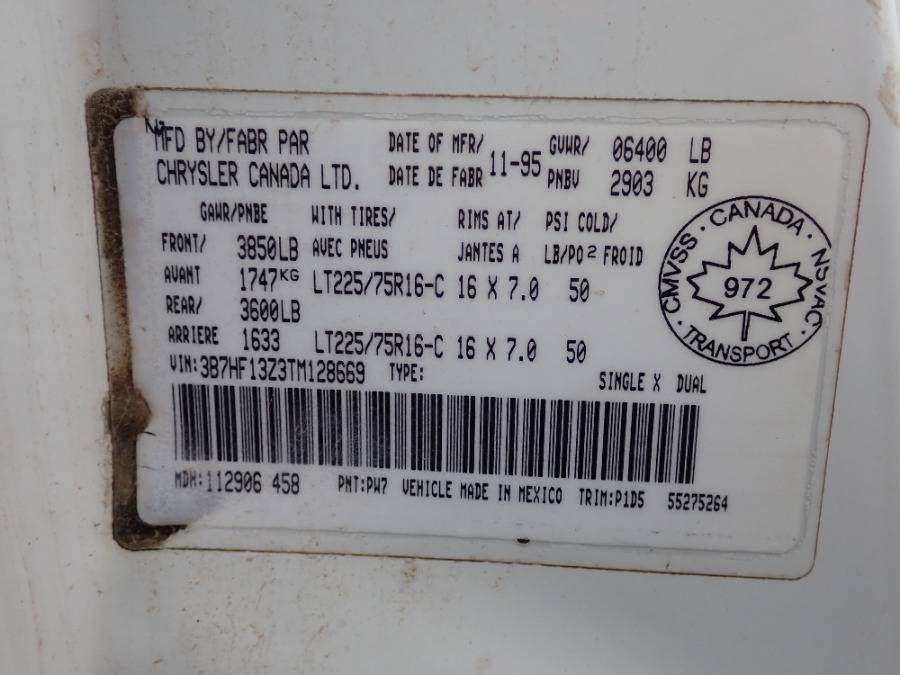 MFD BY/FABR PAR DATE OF MFR/ 11-95 GVWR/ 06400 LB
CHRYSLER CANADA LTD. DATE DE FABR PNBV 2903 KG
GAWR/PNBE WITH TIRES/ RIMS AT/ PSI COLD/
FRONT/ 3850LB AVEC PNEUS JANTES A LB/PO² FROID
AVANT 1747KG LT225/75R16-C 16 X 7.0 50
REAR/ 3600LB
ARRIERE 1633 LT225/75R16-C 16 X 7.0 50
VIN:3B7HF13Z3TM128669 TYPE: SINGLE X DUAL
MDH:112906 458 PNT:PW7 VEHICLE MADE IN MEXICO TRIM:P1D5 55275264
CMVSS · CANADA · NSVAC · TRANSPORT ·
972